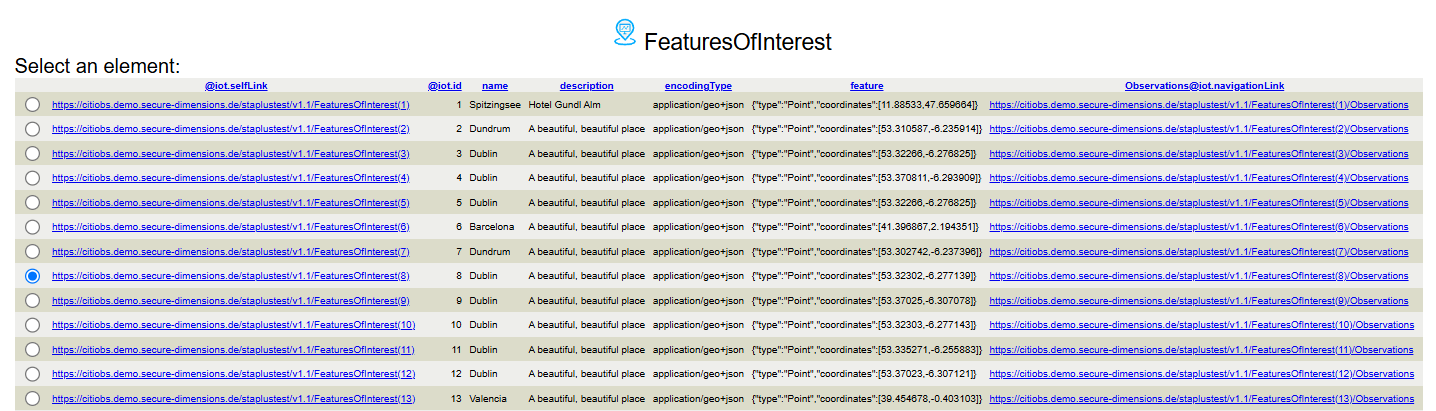 FeaturesOfInterest
Select an element:
@iot.selfLink @iot.id name description encodingType feature Observations@iot.navigationLink
https://citiobs.demo.secure-dimensions.de/staplustest/v1.1/FeaturesOfInterest(1) 1 Spitzingsee Hotel Gundl Alm application/geo+json {"type":"Point","coordinates":[11.88533,47.659664]} https://citiobs.demo.secure-dimensions.de/staplustest/v1.1/FeaturesOfInterest(1)/Observations
https://citiobs.demo.secure-dimensions.de/staplustest/v1.1/FeaturesOfInterest(2) 2 Dundrum A beautiful, beautiful place application/geo+json {"type":"Point","coordinates":[53.310587,-6.235914]} https://citiobs.demo.secure-dimensions.de/staplustest/v1.1/FeaturesOfInterest(2)/Observations
https://citiobs.demo.secure-dimensions.de/staplustest/v1.1/FeaturesOfInterest(3) 3 Dublin A beautiful, beautiful place application/geo+json {"type":"Point","coordinates":[53.32266,-6.276825]} https://citiobs.demo.secure-dimensions.de/staplustest/v1.1/FeaturesOfInterest(3)/Observations
https://citiobs.demo.secure-dimensions.de/staplustest/v1.1/FeaturesOfInterest(4) 4 Dublin A beautiful, beautiful place application/geo+json {"type":"Point","coordinates":[53.370811,-6.293909]} https://citiobs.demo.secure-dimensions.de/staplustest/v1.1/FeaturesOfInterest(4)/Observations
https://citiobs.demo.secure-dimensions.de/staplustest/v1.1/FeaturesOfInterest(5) 5 Dublin A beautiful, beautiful place application/geo+json {"type":"Point","coordinates":[53.32266,-6.276825]} https://citiobs.demo.secure-dimensions.de/staplustest/v1.1/FeaturesOfInterest(5)/Observations
https://citiobs.demo.secure-dimensions.de/staplustest/v1.1/FeaturesOfInterest(6) 6 Barcelona A beautiful, beautiful place application/geo+json {"type":"Point","coordinates":[41.396867,2.194351]} https://citiobs.demo.secure-dimensions.de/staplustest/v1.1/FeaturesOfInterest(6)/Observations
https://citiobs.demo.secure-dimensions.de/staplustest/v1.1/FeaturesOfInterest(7) 7 Dundrum A beautiful, beautiful place application/geo+json {"type":"Point","coordinates":[53.302742,-6.237396]} https://citiobs.demo.secure-dimensions.de/staplustest/v1.1/FeaturesOfInterest(7)/Observations
https://citiobs.demo.secure-dimensions.de/staplustest/v1.1/FeaturesOfInterest(8) 8 Dublin A beautiful, beautiful place application/geo+json {"type":"Point","coordinates":[53.32302,-6.277139]} https://citiobs.demo.secure-dimensions.de/staplustest/v1.1/FeaturesOfInterest(8)/Observations
https://citiobs.demo.secure-dimensions.de/staplustest/v1.1/FeaturesOfInterest(9) 9 Dublin A beautiful, beautiful place application/geo+json {"type":"Point","coordinates":[53.37025,-6.307078]} https://citiobs.demo.secure-dimensions.de/staplustest/v1.1/FeaturesOfInterest(9)/Observations
https://citiobs.demo.secure-dimensions.de/staplustest/v1.1/FeaturesOfInterest(10) 10 Dublin A beautiful, beautiful place application/geo+json {"type":"Point","coordinates":[53.32303,-6.277143]} https://citiobs.demo.secure-dimensions.de/staplustest/v1.1/FeaturesOfInterest(10)/Observations
https://citiobs.demo.secure-dimensions.de/staplustest/v1.1/FeaturesOfInterest(11) 11 Dublin A beautiful, beautiful place application/geo+json {"type":"Point","coordinates":[53.335271,-6.255883]} https://citiobs.demo.secure-dimensions.de/staplustest/v1.1/FeaturesOfInterest(11)/Observations
https://citiobs.demo.secure-dimensions.de/staplustest/v1.1/FeaturesOfInterest(12) 12 Dublin A beautiful, beautiful place application/geo+json {"type":"Point","coordinates":[53.37023,-6.307121]} https://citiobs.demo.secure-dimensions.de/staplustest/v1.1/FeaturesOfInterest(12)/Observations
https://citiobs.demo.secure-dimensions.de/staplustest/v1.1/FeaturesOfInterest(13) 13 Valencia A beautiful, beautiful place application/geo+json {"type":"Point","coordinates":[39.454678,-0.403103]} https://citiobs.demo.secure-dimensions.de/staplustest/v1.1/FeaturesOfInterest(13)/Observations